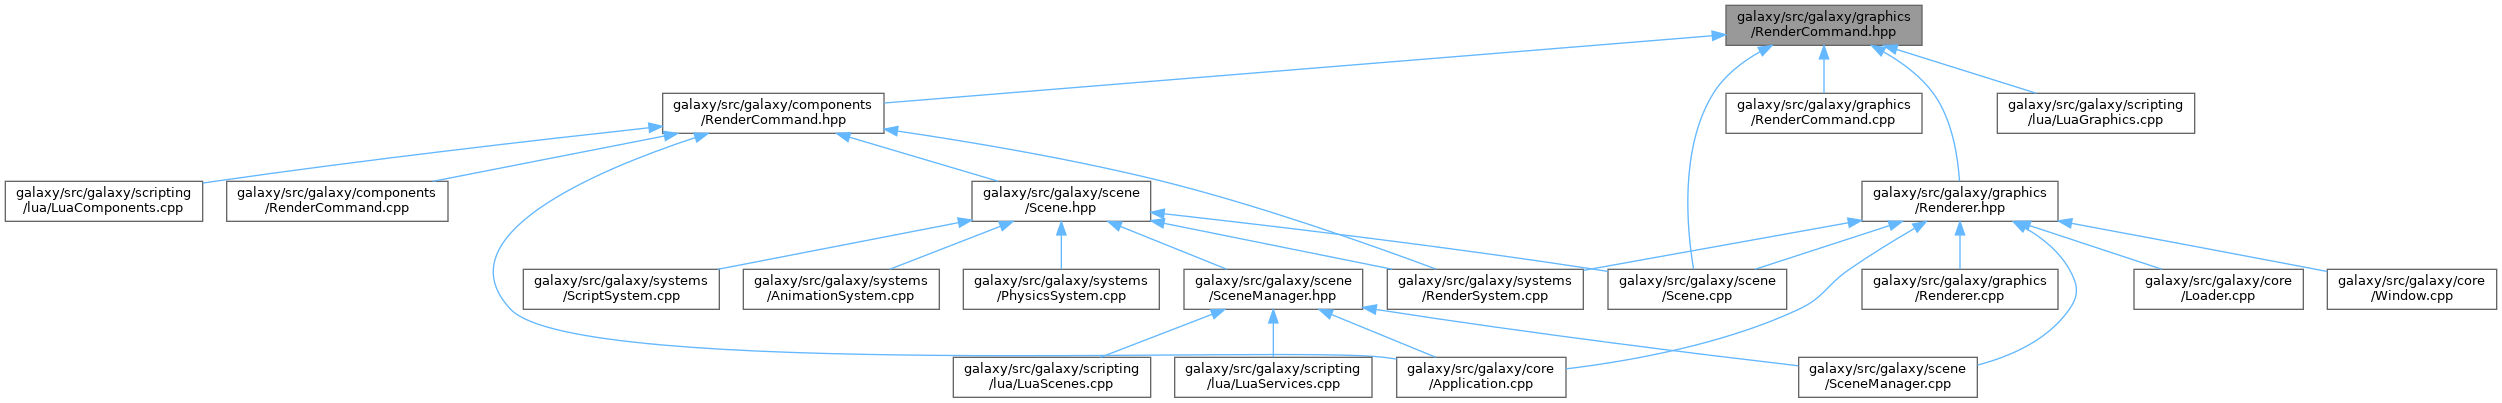 galaxy/src/galaxy/graphics
/RenderCommand.hpp
galaxy/src/galaxy/components
/RenderCommand.hpp
galaxy/src/galaxy/graphics
/RenderCommand.cpp
galaxy/src/galaxy/scripting
/lua/LuaGraphics.cpp
galaxy/src/galaxy/scripting
/lua/LuaComponents.cpp
galaxy/src/galaxy/components
/RenderCommand.cpp
galaxy/src/galaxy/scene
/Scene.hpp
galaxy/src/galaxy/graphics
/Renderer.hpp
galaxy/src/galaxy/systems
/ScriptSystem.cpp
galaxy/src/galaxy/systems
/AnimationSystem.cpp
galaxy/src/galaxy/systems
/PhysicsSystem.cpp
galaxy/src/galaxy/scene
/SceneManager.hpp
galaxy/src/galaxy/systems
/RenderSystem.cpp
galaxy/src/galaxy/scene
/Scene.cpp
galaxy/src/galaxy/graphics
/Renderer.cpp
galaxy/src/galaxy/core
/Loader.cpp
galaxy/src/galaxy/core
/Window.cpp
galaxy/src/galaxy/scripting
/lua/LuaScenes.cpp
galaxy/src/galaxy/scripting
/lua/LuaServices.cpp
galaxy/src/galaxy/core
/Application.cpp
galaxy/src/galaxy/scene
/SceneManager.cpp